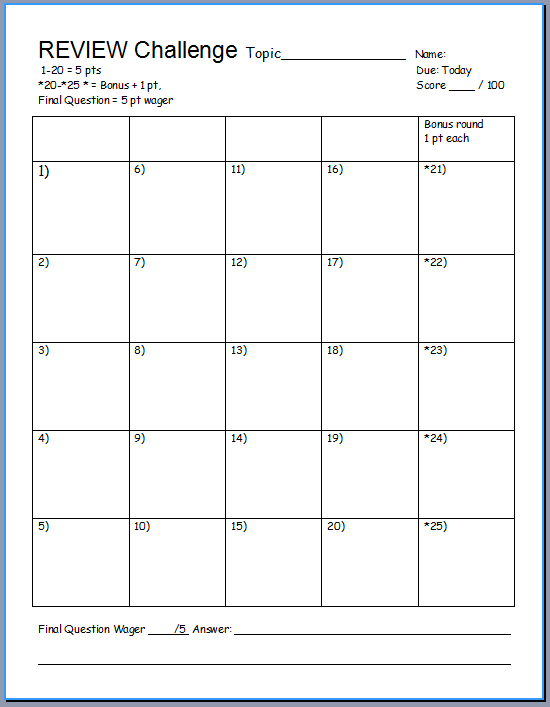 REVIEW Challenge Topic_______________ Name:
1-20 = 5 pts Due: Today
*20-*25 * = Bonus + 1 pt, Score ____ / 100
Final Question = 5 pt wager
Bonus round
1 pt each
1) 6) 11) 16) *21)
2) 7) 12) 17) *22)
3) 8) 13) 18) *23)
4) 9) 14) 19) *24)
5) 10) 15) 20) *25)
Final Question Wager ____/5 Answer: ______________________________